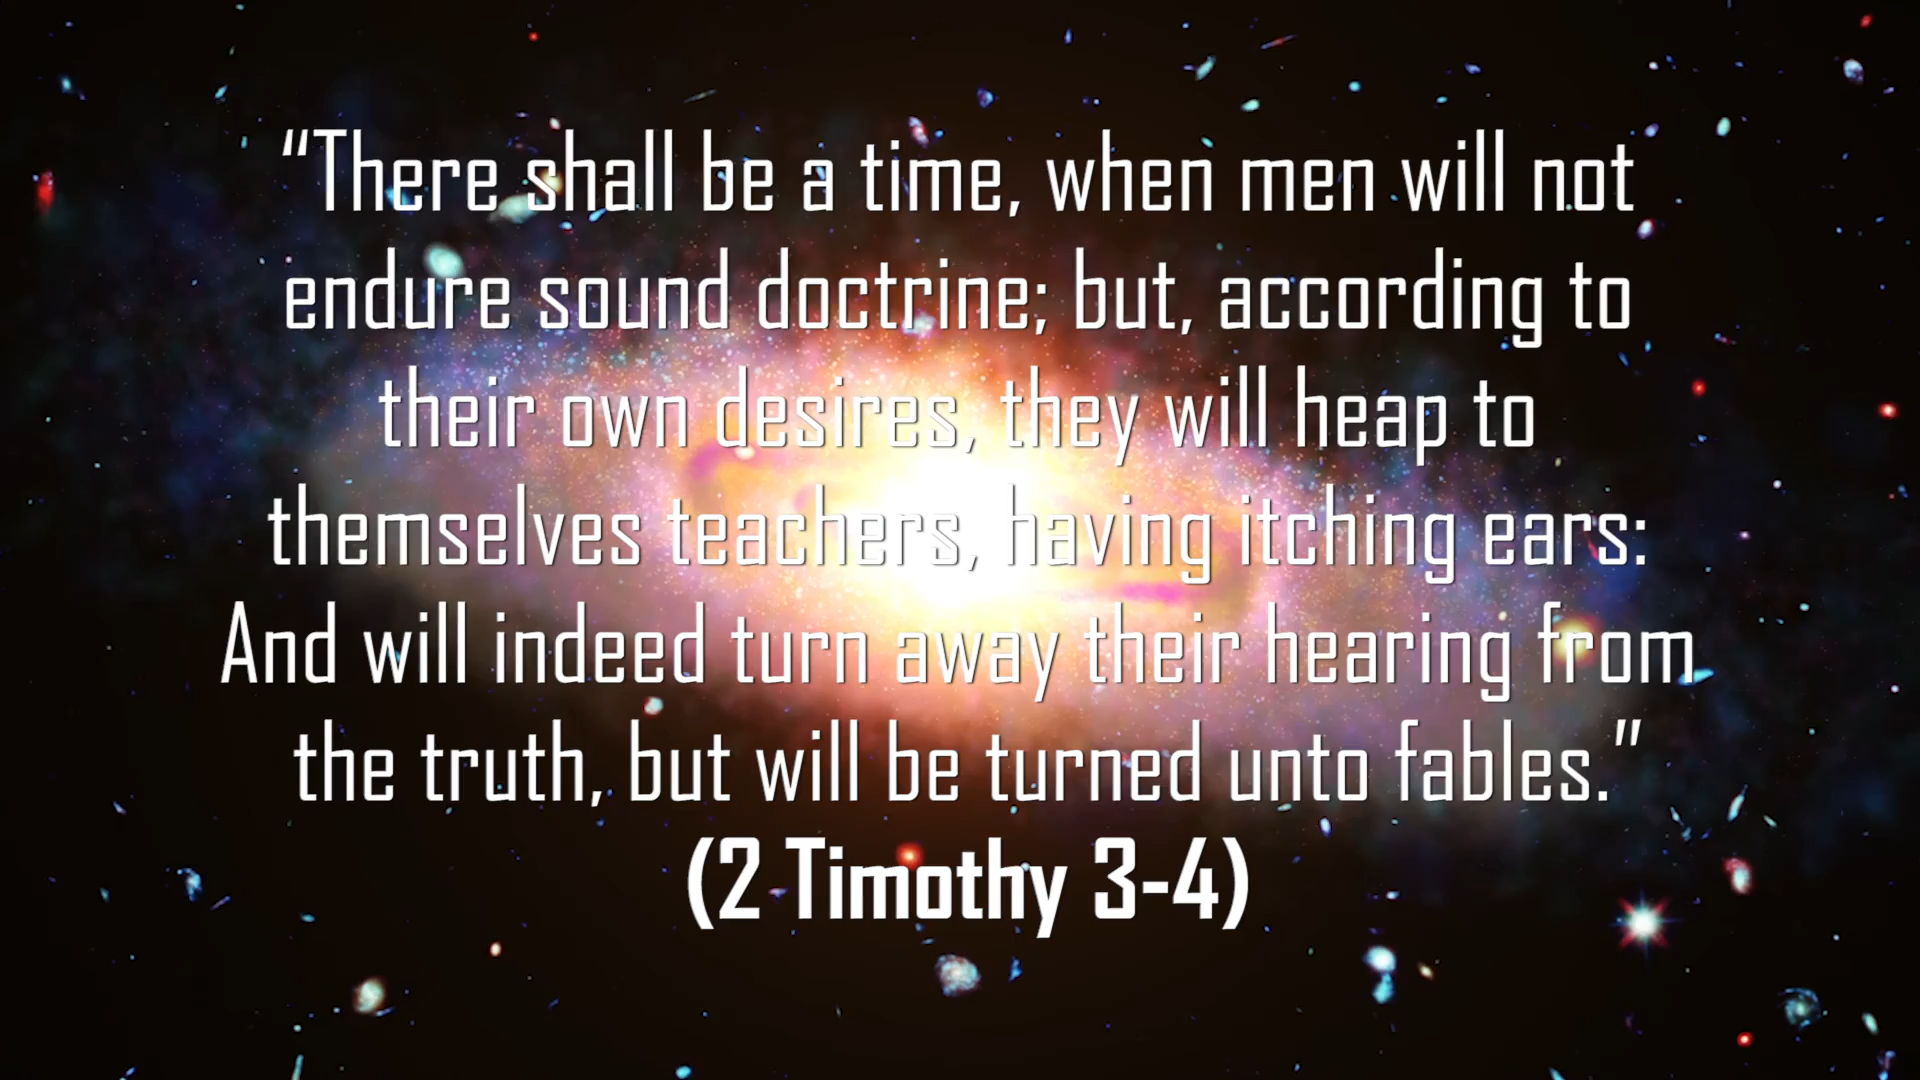 “There shall be a time, when men will not
endure sound doctrine; but, according to
their own desires, they will heap to
themselves teachers, having itching ears:
And will indeed turn away their hearing from
the truth, but will be turned unto fables.”
(2 Timothy 3-4)